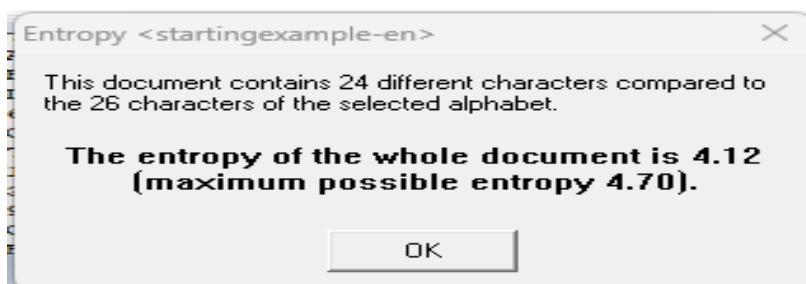 Entropy <startingexample-en>
This document contains 24 different characters compared to
the 26 characters of the selected alphabet.
The entropy of the whole document is 4.12
(maximum possible entropy 4.70).
OK